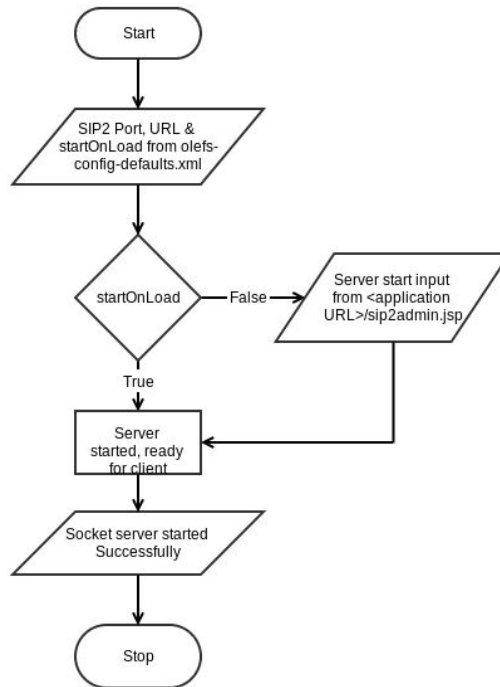 Start
SIP2 Port, URL &
startOnLoad from olefs-
config-defaults.xml
startOnLoad
False
Server start input
from <application
URL>/sip2admin.jsp
True
Server
started, ready
for client
Socket server started
Successfully
Stop